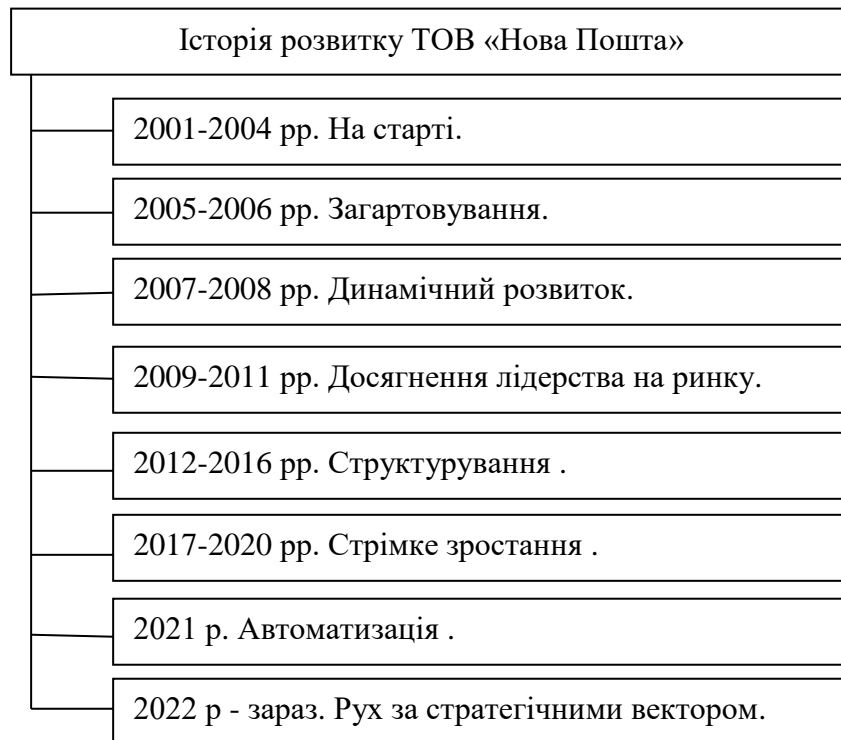 Історія розвитку ТОВ «Нова Пошта»
2001-2004 рр. На старті.
2005-2006 рр. Загартовування.
2007-2008 рр. Динамічний розвиток.
2009-2011 рр. Досягнення лідерства на ринку.
2012-2016 рр. Структурування .
2017-2020 рр. Стрімке зростання .
2021 р. Автоматизація .
2022 р - зараз. Рух за стратегічними вектором.